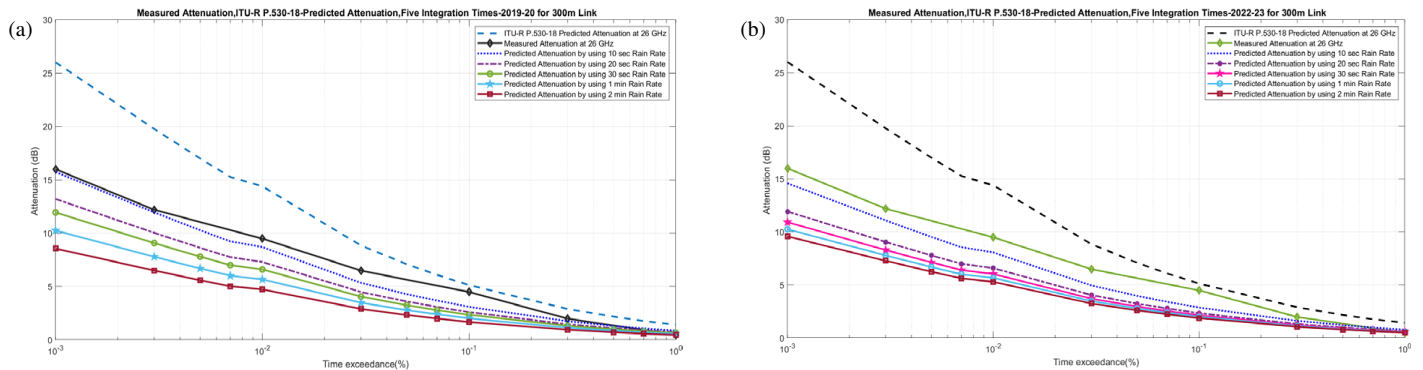 (a)
Measured Attenuation,ITU-R P.530-18-Predicted Attenuation,Five Integration Times-2019-20 for 300m Link
ITU-R P.530-18 Predicted Attenuation at 26 GHz
Measured Attenuation at 26 GHz
Predicted Attenuation by using 10 sec Rain Rate
Predicted Attenuation by using 20 sec Rain Rate
Predicted Attenuation by using 30 sec Rain Rate
Predicted Attenuation by using 1 min Rain Rate
Predicted Attenuation by using 2 min Rain Rate
30
25
20
15
10
5
0
Attenuation (dB)
10⁻³
10⁻²
10⁻¹
10⁰
Time exceedance(%)
(b)
Measured Attenuation,ITU-R P.530-18-Predicted Attenuation,Five Integration Times-2022-23 for 300m Link
ITU-R P.530-18 Predicted Attenuation at 26 GHz
Measured Attenuation at 26 GHz
Predicted Attenuation by using 10 sec Rain Rate
Predicted Attenuation by using 20 sec Rain Rate
Predicted Attenuation by using 30 sec Rain Rate
Predicted Attenuation by using 1 min Rain Rate
Predicted Attenuation by using 2 min Rain Rate
30
25
20
15
10
5
0
Attenuation (dB)
10⁻³
10⁻²
10⁻¹
10⁰
Time exceedance(%)